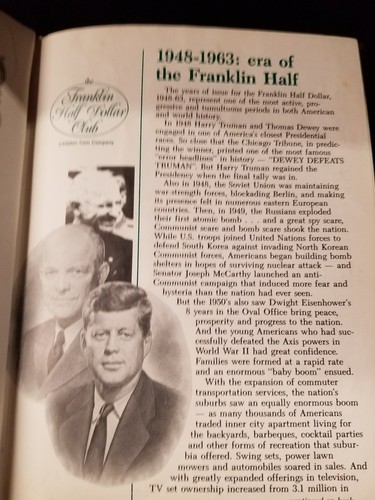 the
Franklin
Half Dollar
Club
1948-1963: era of
the Franklin Half
The years of issue for the Franklin Half Dollar,
1948-63, represent one of the most active, pro-
gressive and tumultuous periods in both American
and world history.
In 1948 Harry Truman and Thomas Dewey were
engaged in one of America's closest Presidential
races. So close that the Chicago Tribune, in predic-
ting the winner, printed one of the most famous
"error headlines" in history — "DEWEY DEFEATS
TRUMAN". But Harry Truman regained the
Presidency when the final tally was in.
Also in 1948, the Soviet Union was maintaining
war strength forces, blockading Berlin, and making
its presence felt in numerous eastern European
countries. Then, in 1949, the Russians exploded
their first atomic bomb . . . and a great spy scare,
Communist scare and bomb scare shook the nation.
While U.S. troops joined United Nations forces to
defend South Korea against invading North Korean
Communist forces, Americans began building bomb
shelters in hopes of surviving nuclear attack — and
Senator Joseph McCarthy launched an anti-
Communist campaign that induced more fear and
hysteria than the nation had ever seen.
But the 1950's also saw Dwight Eisenhower's
8 years in the Oval Office bring peace,
prosperity and progress to the nation.
And the young Americans who had suc-
cessfully defeated the Axis powers in
World War II had great confidence.
Families were formed at a rapid rate
and an enormous "baby boom" ensued.
With the expansion of commuter
transportation services, the nation's
suburbs saw an equally enormous boom
— as many thousands of Americans
traded inner city apartment living for
the backyards, barbeques, cocktail parties
and other forms of recreation that subur-
bia offered. Swing sets, power lawn
mowers and automobiles soared in sales. And
with greatly expanded offerings in television,
TV set ownership increased from 3.1 million in